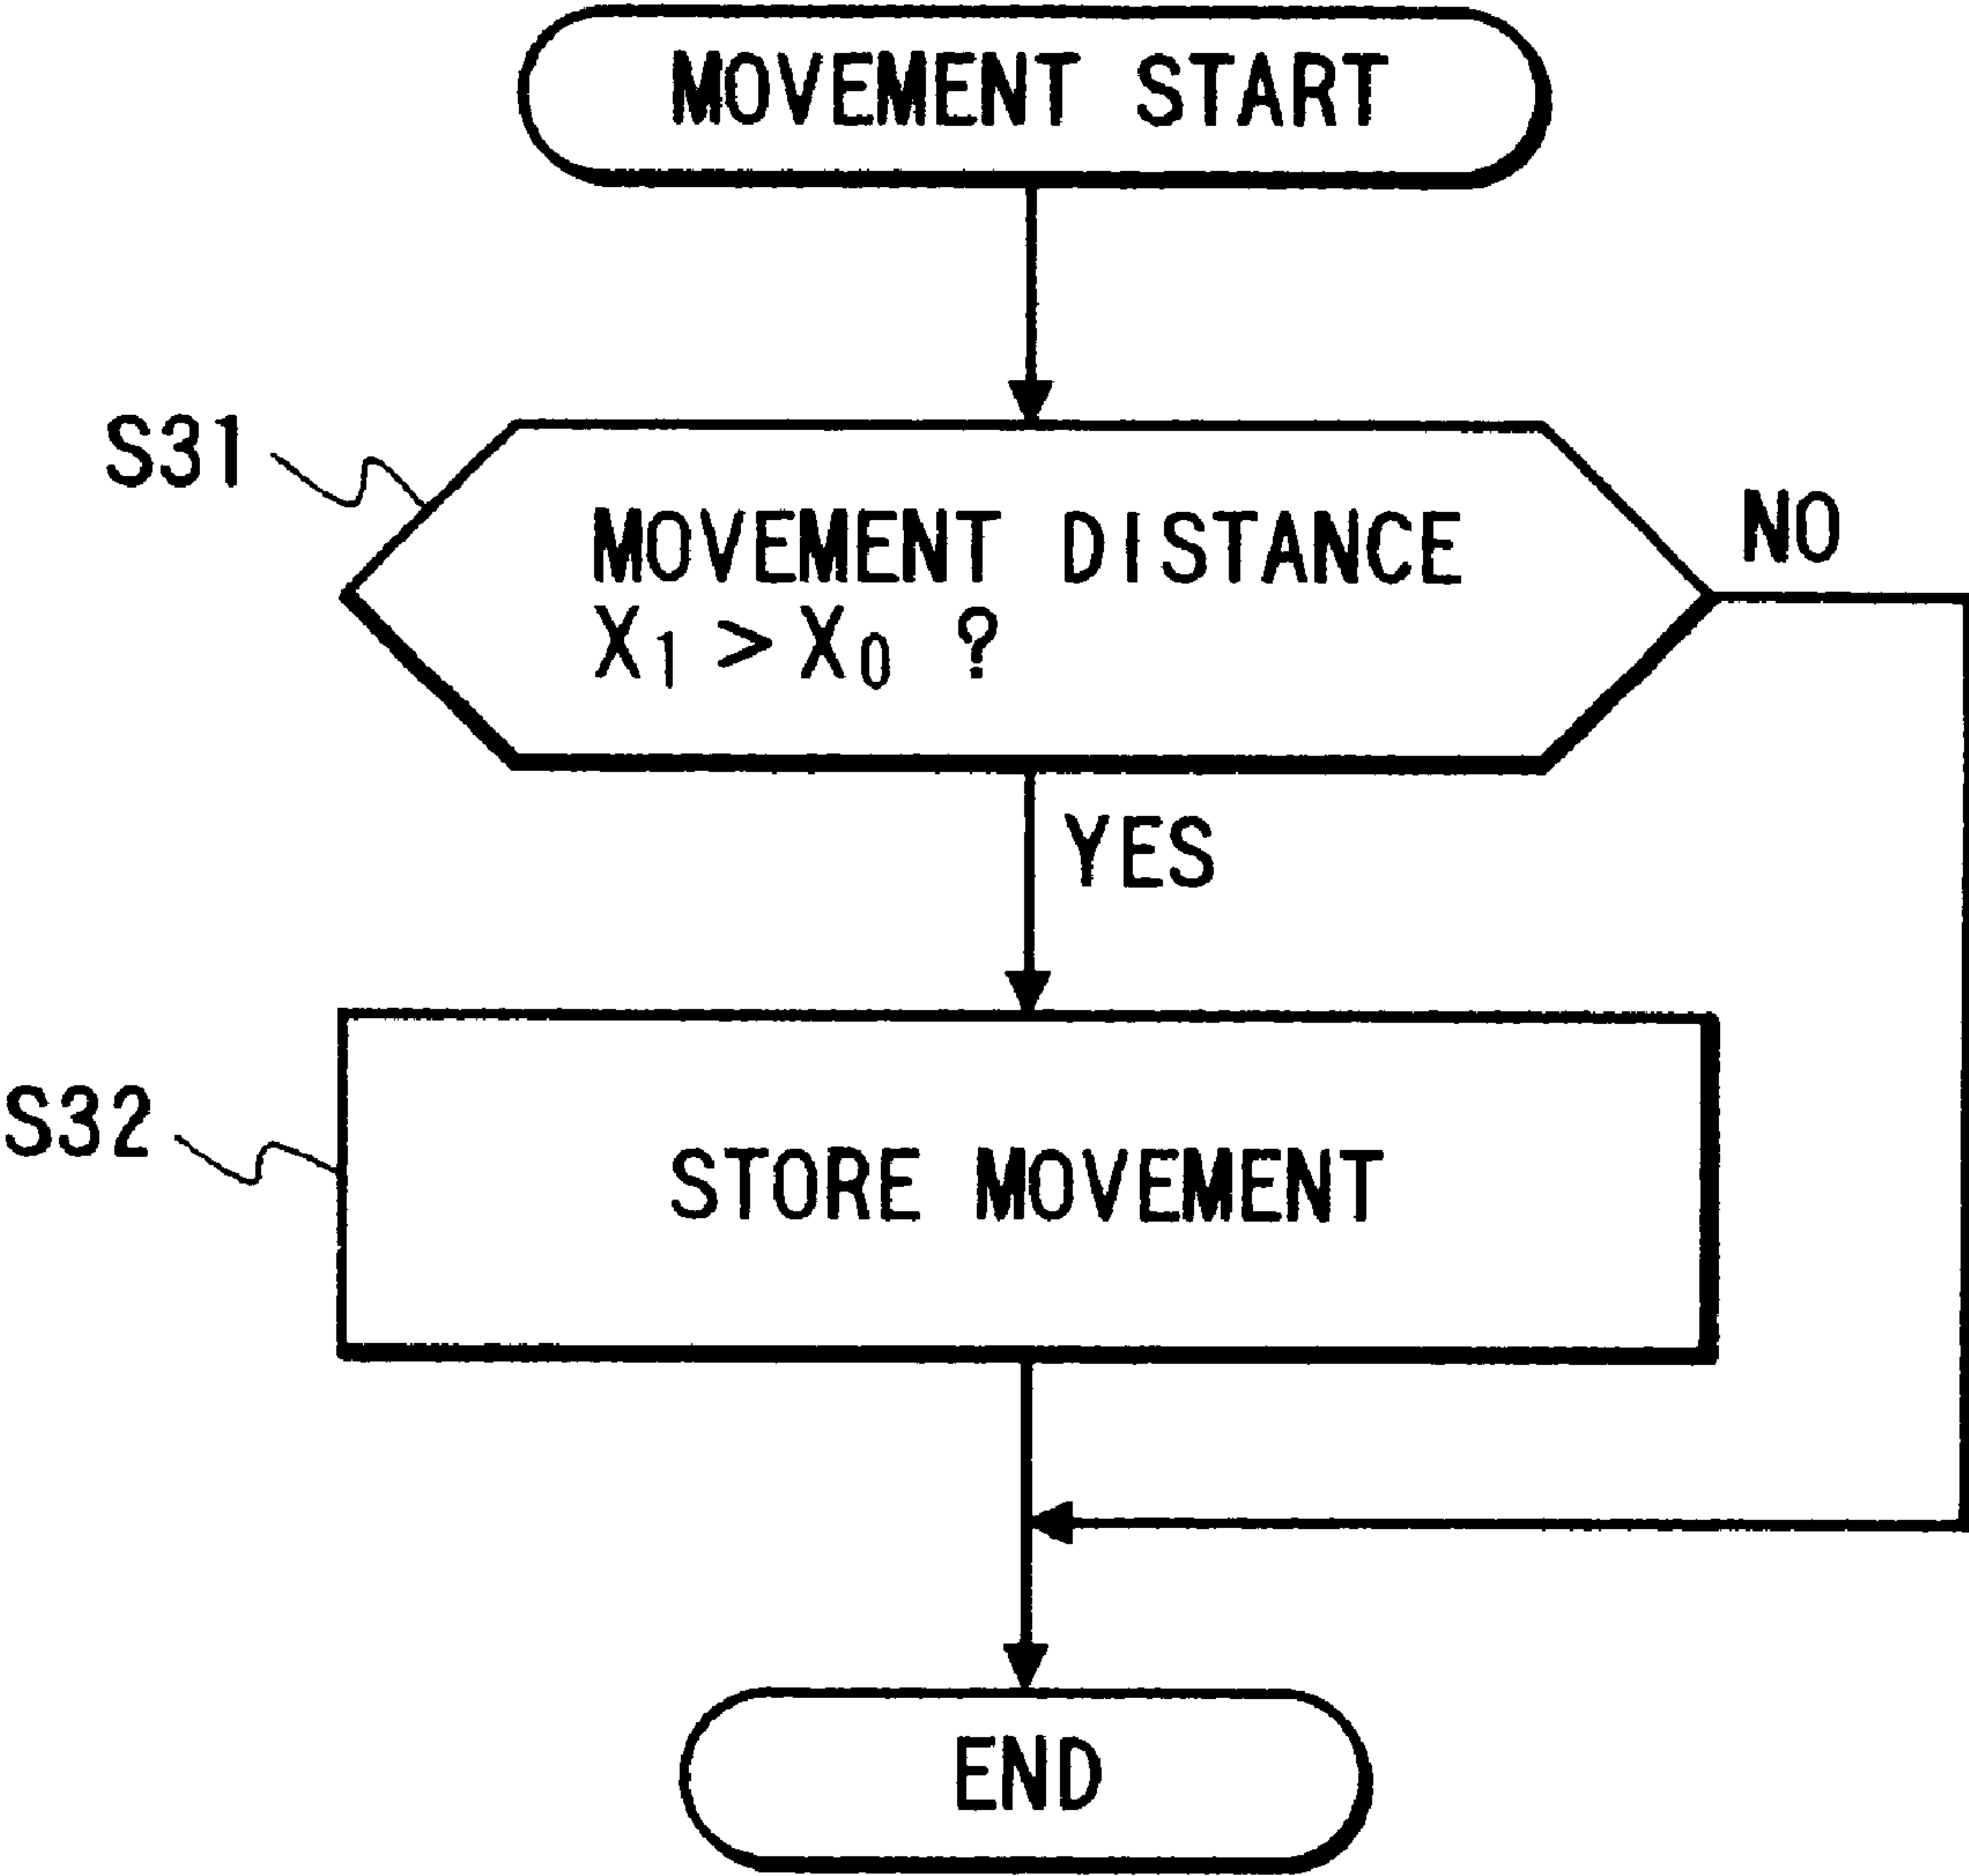 MOVEMENT START
S31
MOVEMENT DISTANCE
X₁ > X₀ ?
NO
YES
S32
STORE MOVEMENT
END